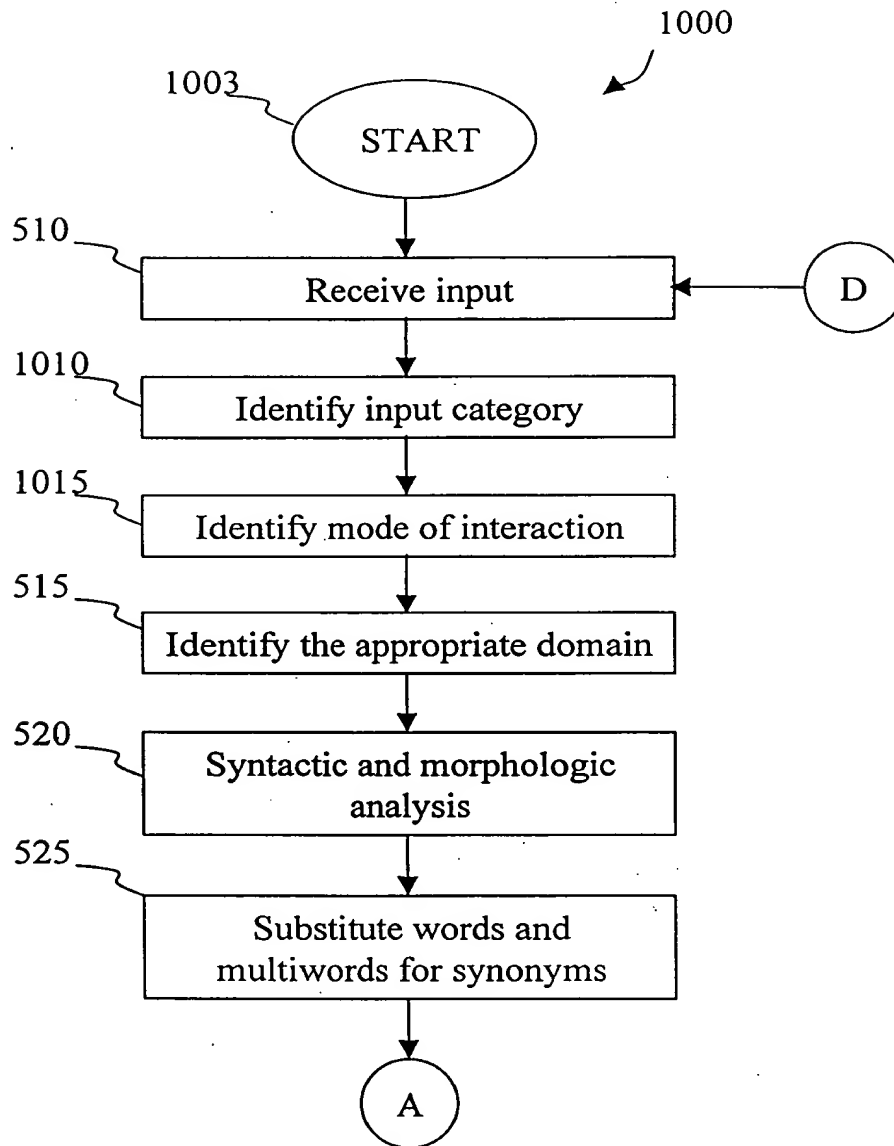 1000
1003
START
510
Receive input
D
1010
Identify input category
1015
Identify mode of interaction
515
Identify the appropriate domain
520
Syntactic and morphologic
analysis
525
Substitute words and
multiwords for synonyms
A